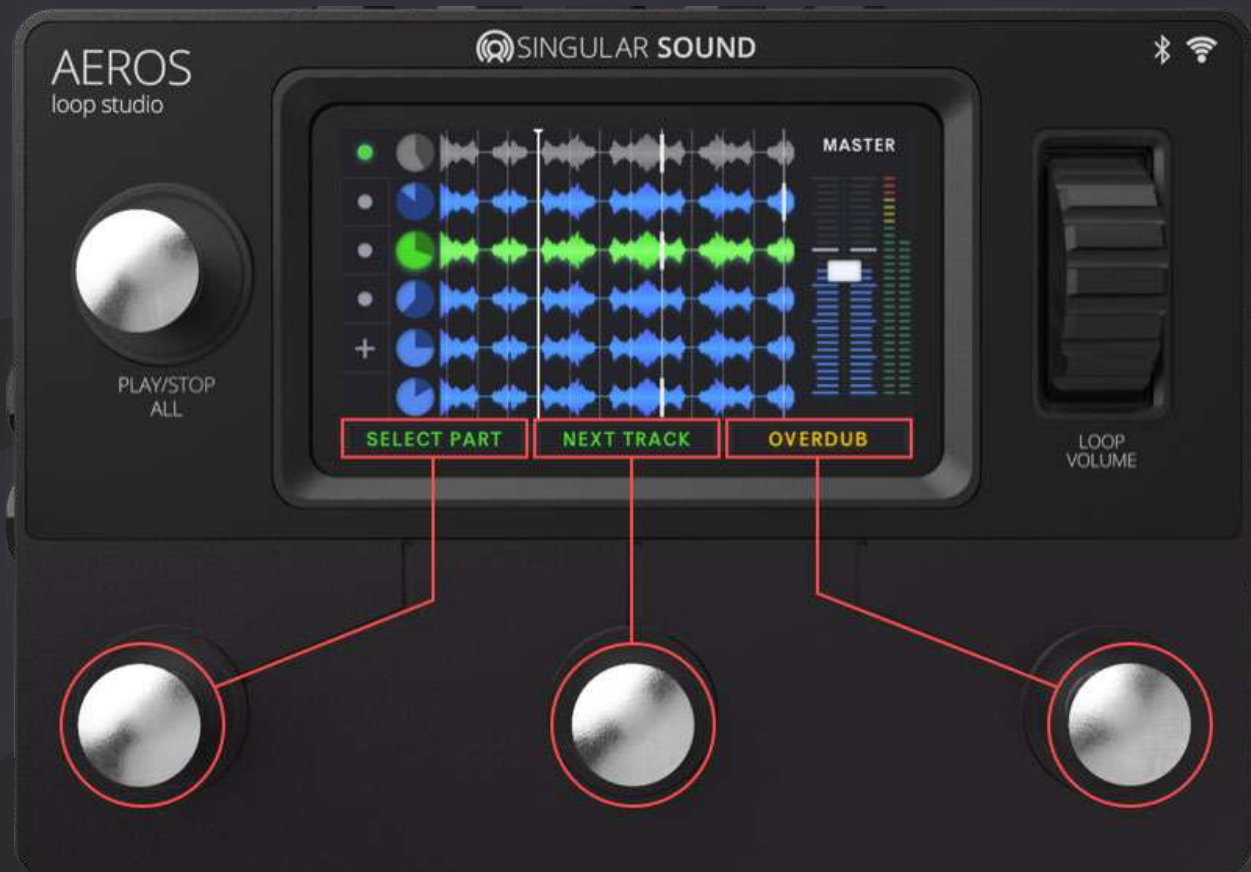 AEROS
loop studio
SINGULAR SOUND
MASTER
SELECT PART
NEXT TRACK
OVERDUB
PLAY/STOP
ALL
LOOP
VOLUME